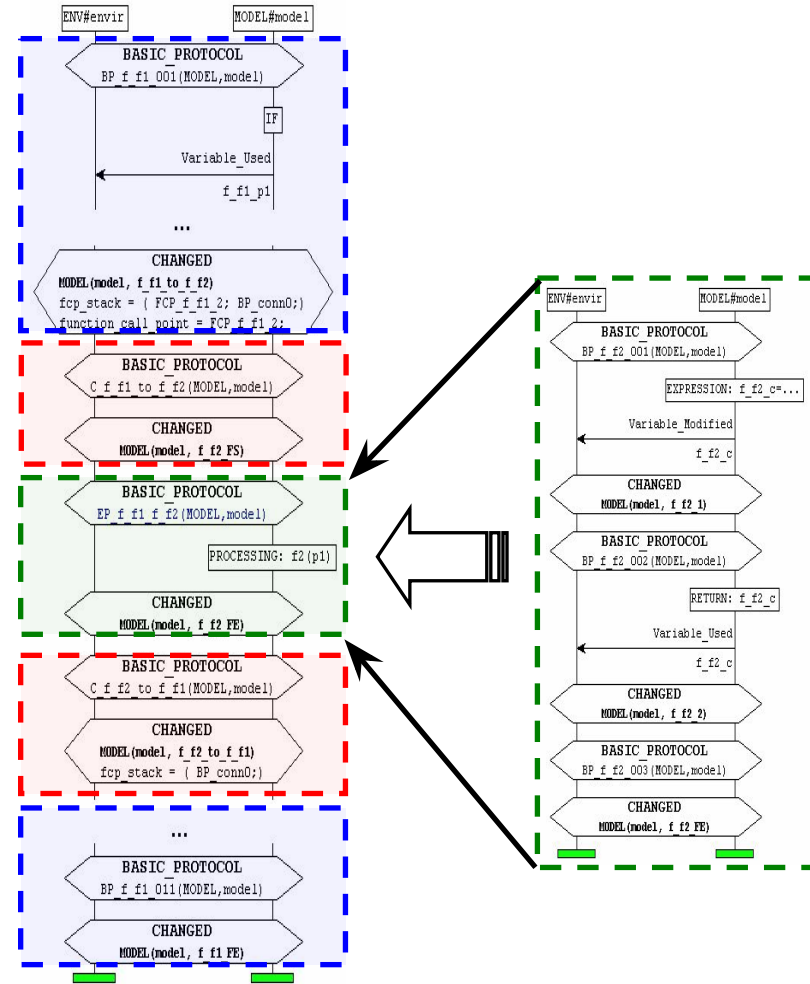 ENV#envir
MODEL#model
BASIC_PROTOCOL
BP_f_f1_001(MODEL,model)
IF
Variable_Used
f_f1_p1
...
CHANGED
MODEL(model, f_f1_to_f_f2)
fcp_stack = ( FCP_f_f1_2; BP_conn0;)
function_call_point = FCP_f_f1_2;
BASIC_PROTOCOL
C_f_f1_to_f_f2(MODEL,model)
CHANGED
MODEL(model, f_f2_FS)
BASIC_PROTOCOL
EP_f_f1_f_f2(MODEL,model)
PROCESSING: f2(p1)
CHANGED
MODEL(model, f_f2_FE)
BASIC_PROTOCOL
C_f_f2_to_f_f1(MODEL,model)
CHANGED
MODEL(model, f_f2_to_f_f1)
fcp_stack = ( BP_conn0;)
...
BASIC_PROTOCOL
BP_f_f1_011(MODEL,model)
CHANGED
MODEL(model, f_f1_FE)
ENV#envir
MODEL#model
BASIC_PROTOCOL
BP_f_f2_001(MODEL,model)
EXPRESSION: f_f2_c=...
Variable_Modified
f_f2_c
CHANGED
MODEL(model, f_f2_1)
BASIC_PROTOCOL
BP_f_f2_002(MODEL,model)
RETURN: f_f2_c
Variable_Used
f_f2_c
CHANGED
MODEL(model, f_f2_2)
BASIC_PROTOCOL
BP_f_f2_003(MODEL,model)
CHANGED
MODEL(model, f_f2_FE)